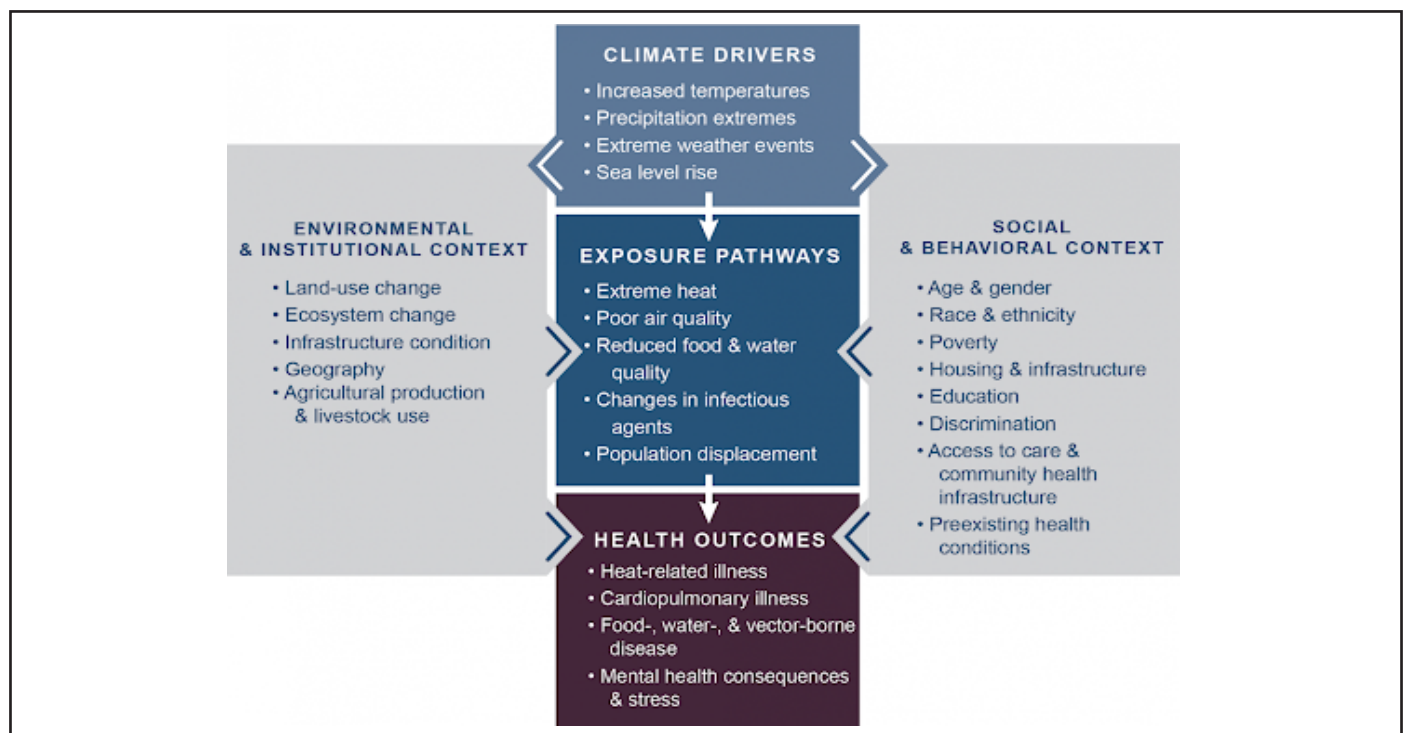 CLIMATE DRIVERS
• Increased temperatures
• Precipitation extremes
• Extreme weather events
• Sea level rise
ENVIRONMENTAL
& INSTITUTIONAL CONTEXT
• Land-use change
• Ecosystem change
• Infrastructure condition
• Geography
• Agricultural production
& livestock use
EXPOSURE PATHWAYS
• Extreme heat
• Poor air quality
• Reduced food & water
quality
• Changes in infectious
agents
• Population displacement
SOCIAL
& BEHAVIORAL CONTEXT
• Age & gender
• Race & ethnicity
• Poverty
• Housing & infrastructure
• Education
• Discrimination
• Access to care &
community health
infrastructure
• Preexisting health
conditions
HEALTH OUTCOMES
• Heat-related illness
• Cardiopulmonary illness
• Food-, water-, & vector-borne
disease
• Mental health consequences
& stress